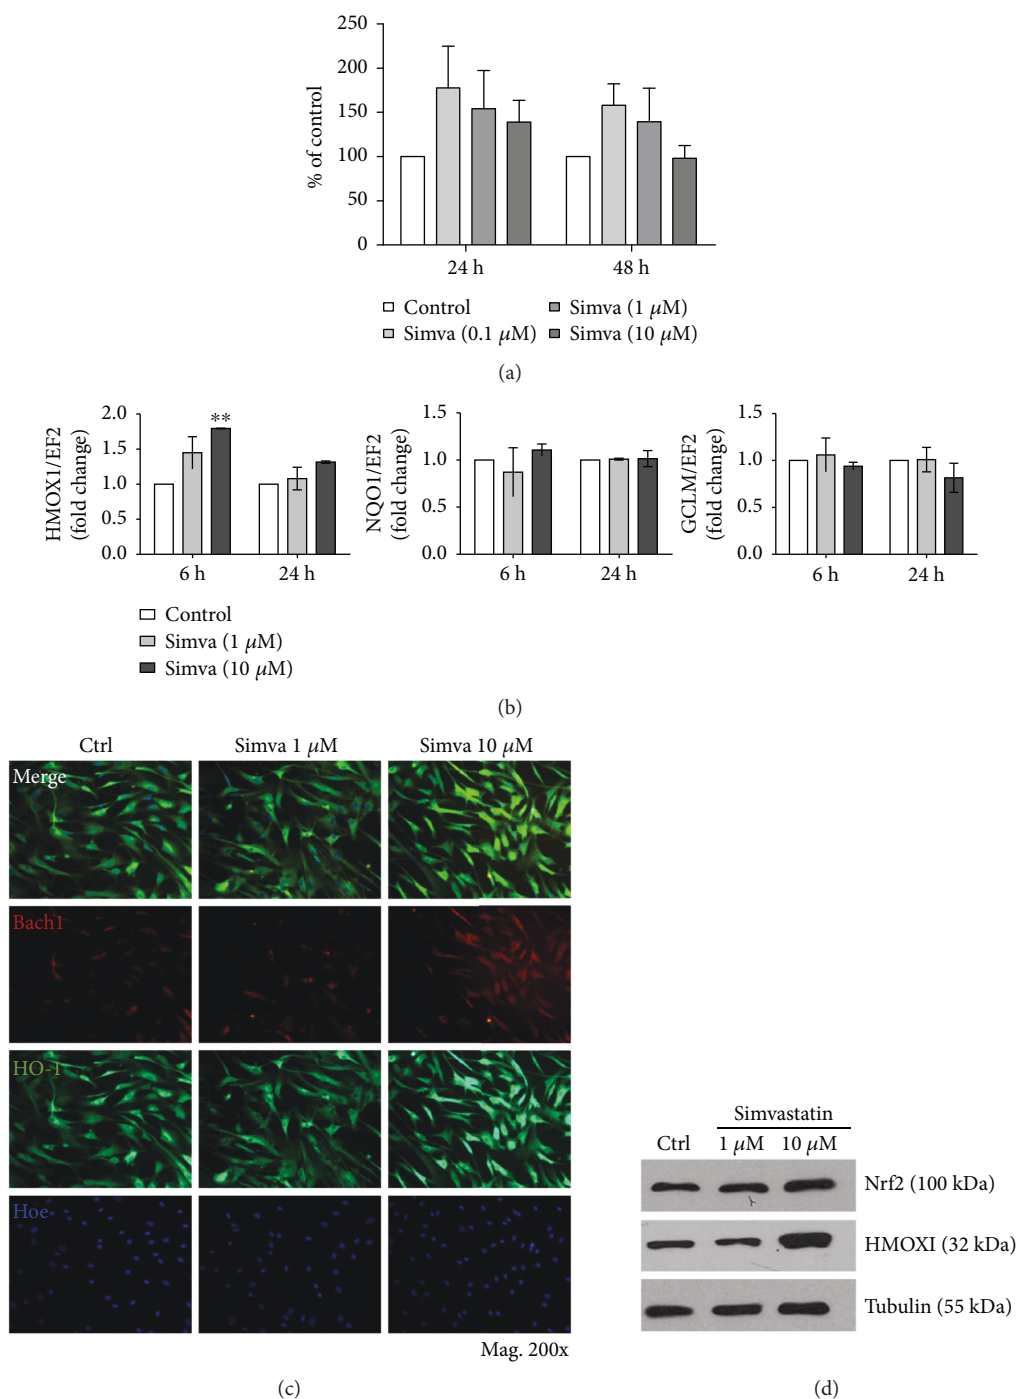 250
200
150
100
50
0
% of control
24 h
48 h
Control
Simva (0.1 μM)
Simva (1 μM)
Simva (10 μM)
(a)
2.0
1.5
1.0
0.5
0.0
HMOX1/EF2
(fold change)
**
6 h
24 h
1.5
1.0
0.5
0.0
NQO1/EF2
(fold change)
6 h
24 h
1.5
1.0
0.5
0.0
GCLM/EF2
(fold change)
6 h
24 h
Control
Simva (1 μM)
Simva (10 μM)
(b)
Ctrl
Simva 1 μM
Simva 10 μM
Merge
Bach1
HO-1
Hoe
Mag. 200x
(c)
Simvastatin
Ctrl
1 μM
10 μM
Nrf2 (100 kDa)
HMOXI (32 kDa)
Tubulin (55 kDa)
(d)